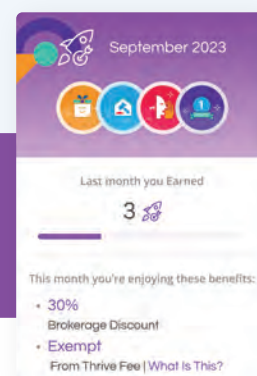 September 2023
1
Last month you Earned
3
This month you're enjoying these benefits:
• 30%
Brokerage Discount
• Exempt
From Thrive Fee | What Is This?